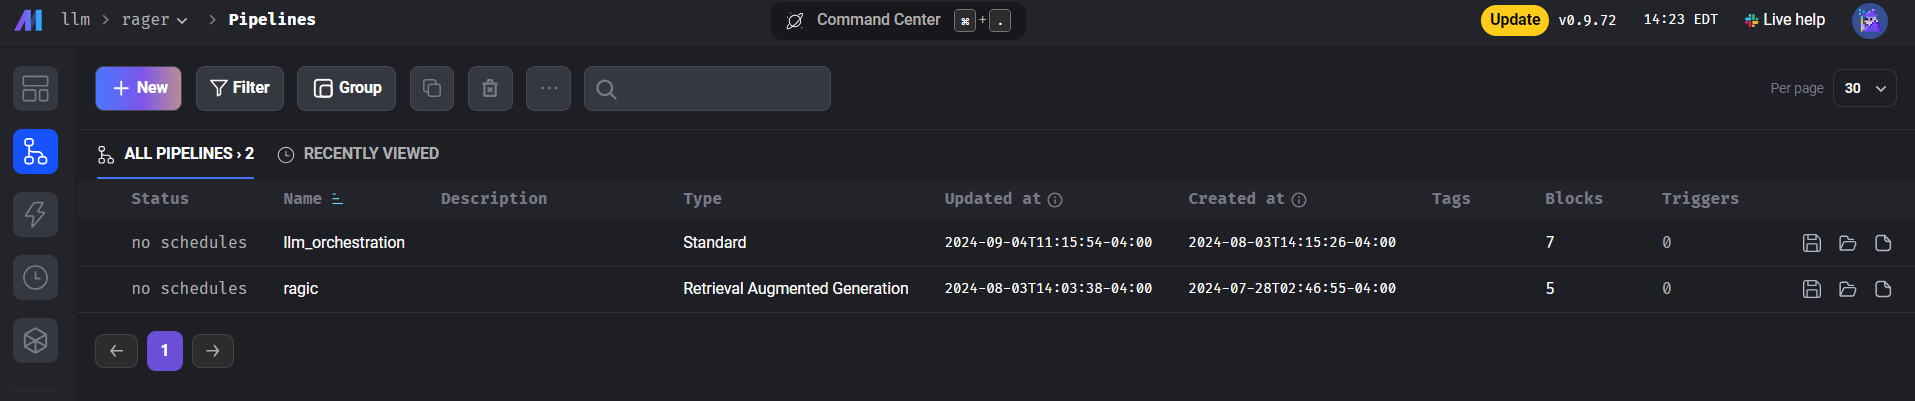 llm > rager > Pipelines
Command Center ⌘ + .
Update v0.9.72 14:23 EDT Live help
New Filter Group ...
Per page 30
ALL PIPELINES › 2 RECENTLY VIEWED
Status Name Description Type Updated at Created at Tags Blocks Triggers
no schedules llm_orchestration Standard 2024-09-04T11:15:54-04:00 2024-08-03T14:15:26-04:00 7 0
no schedules ragic Retrieval Augmented Generation 2024-08-03T14:03:38-04:00 2024-07-28T02:46:55-04:00 5 0
1